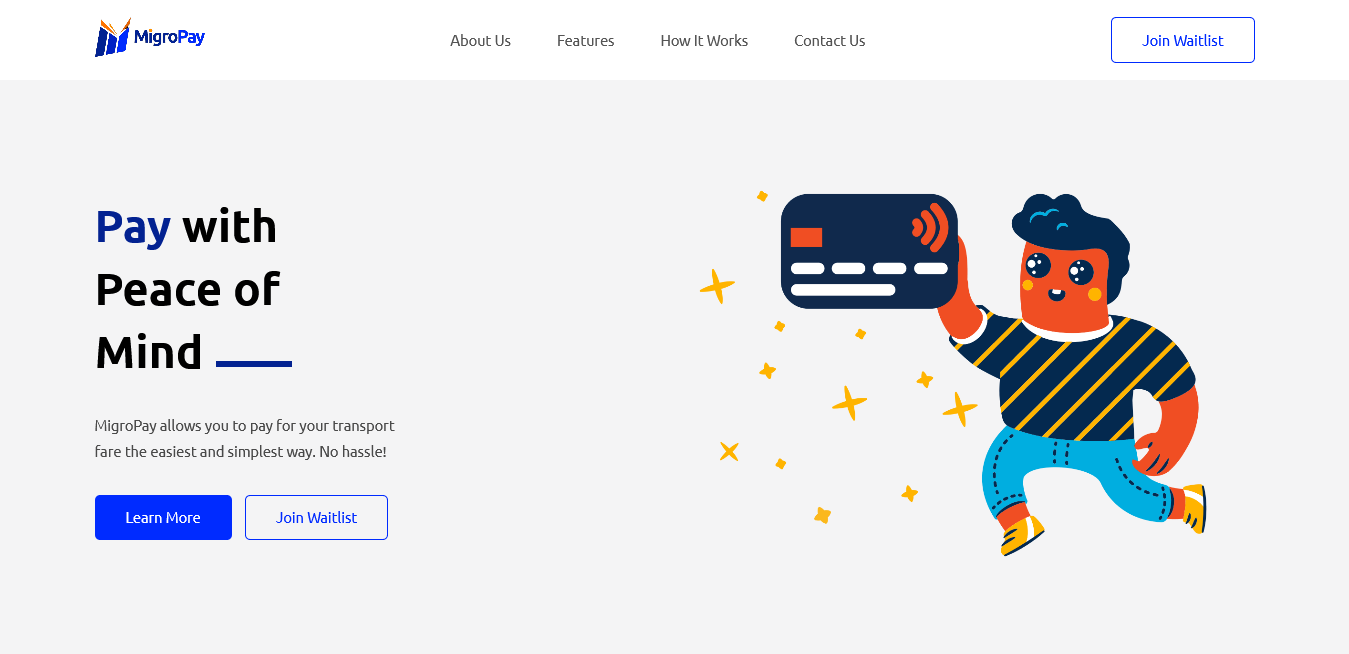 MigroPay
About Us
Features
How It Works
Contact Us
Join Waitlist
Pay with
Peace of
Mind
MigroPay allows you to pay for your transport
fare the easiest and simplest way. No hassle!
Learn More
Join Waitlist